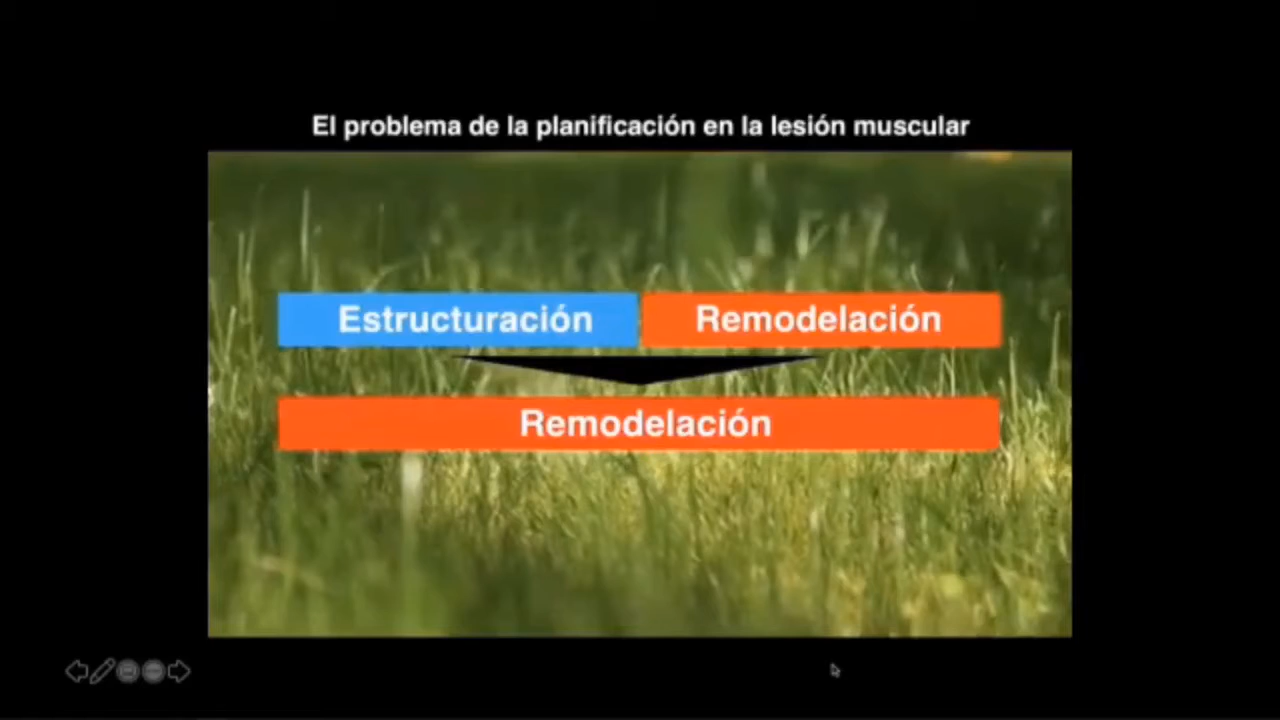 El problema de la planificación en la lesión muscular
Estructuración
Remodelación
Remodelación